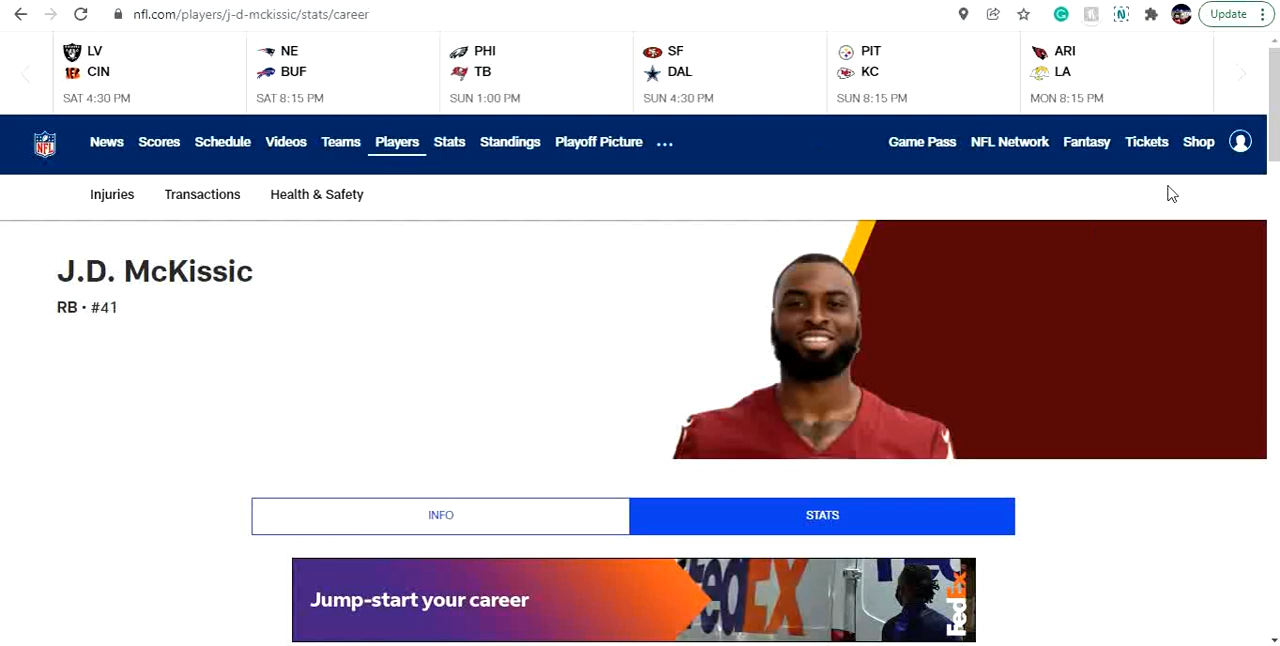 nfl.com/players/j-d-mckissic/stats/career
Update
LV
CIN
SAT 4:30 PM
NE
BUF
SAT 8:15 PM
PHI
TB
SUN 1:00 PM
SF
DAL
SUN 4:30 PM
PIT
KC
SUN 8:15 PM
ARI
LA
MON 8:15 PM
NFL News Scores Schedule Videos Teams Players Stats Standings Playoff Picture ... Game Pass NFL Network Fantasy Tickets Shop
Injuries Transactions Health & Safety
J.D. McKissic
RB • #41
INFO STATS
Jump-start your career
FedEx
FedEx